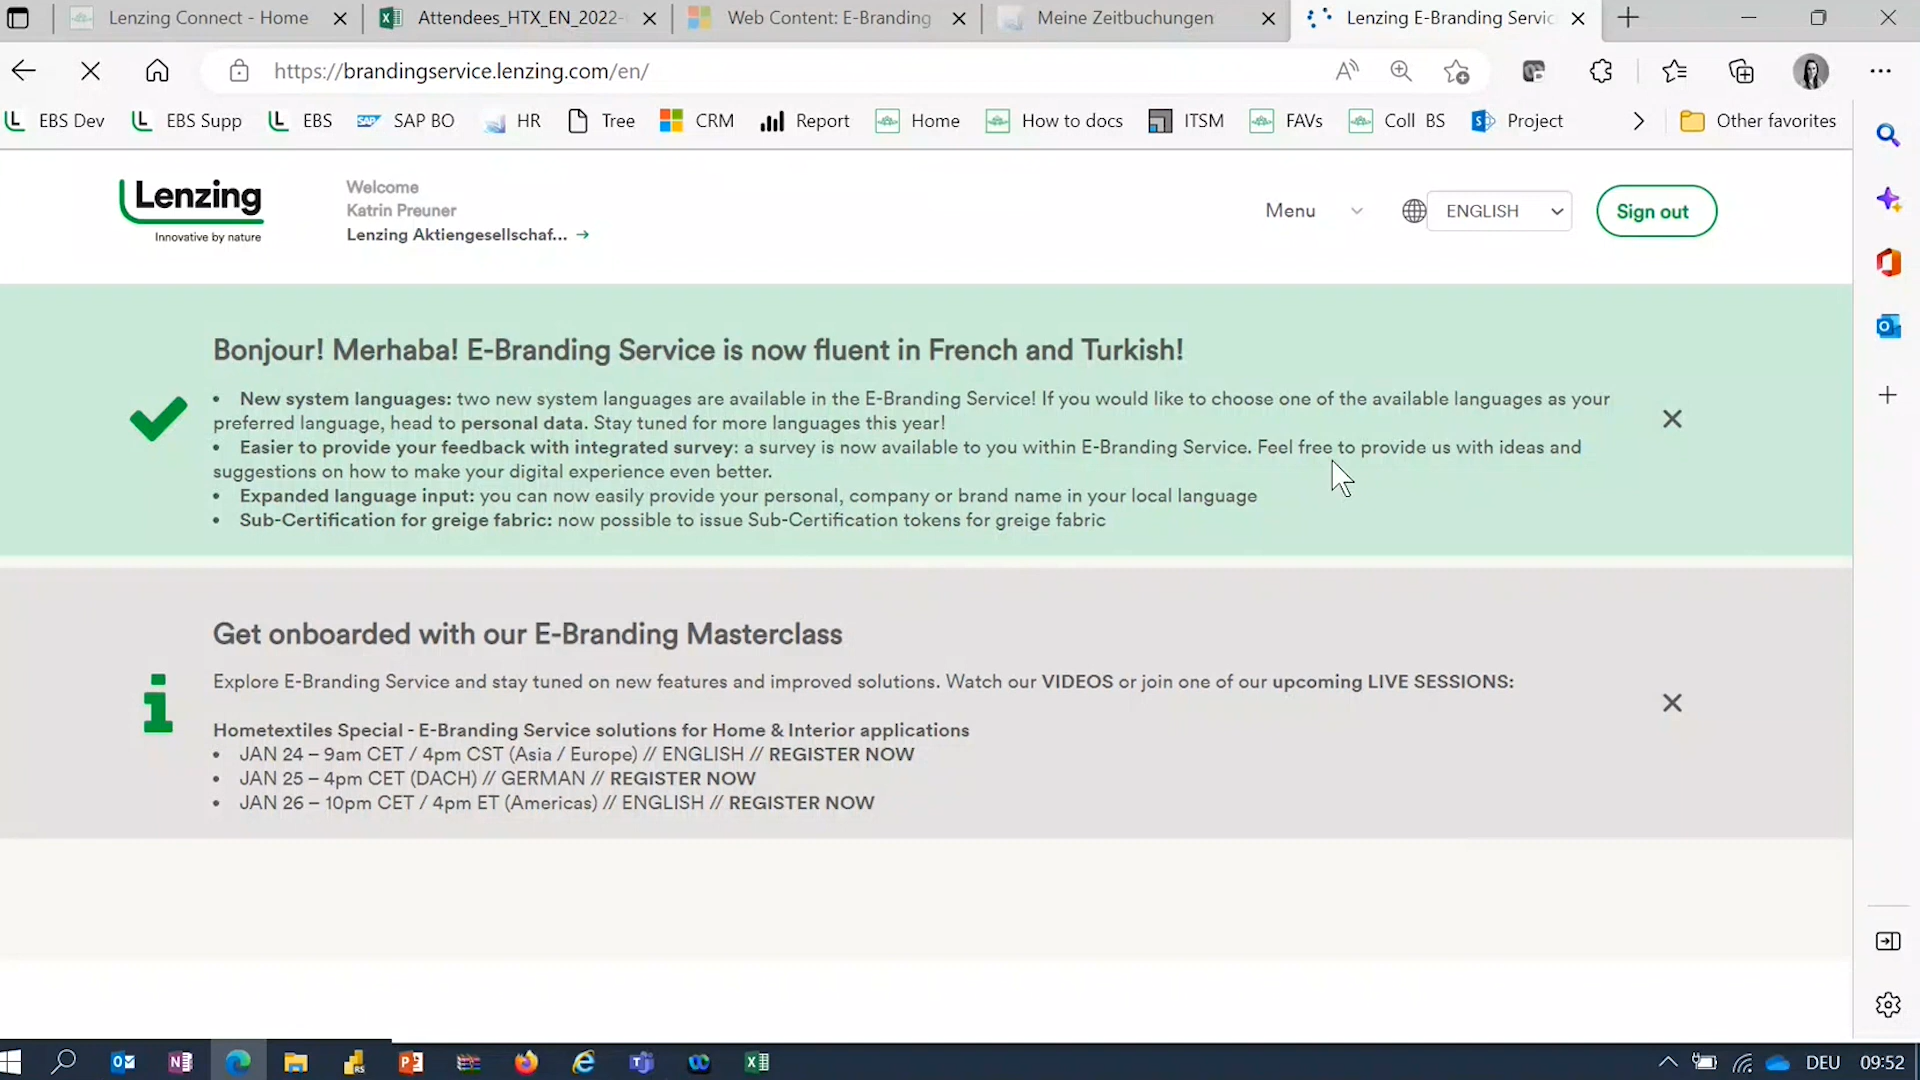 Lenzing Connect - Home
Attendees_HTX_EN_2022-
Web Content: E-Branding
Meine Zeitbuchungen
Lenzing E-Branding Servic
https://brandingservice.lenzing.com/en/
EBS Dev
EBS Supp
EBS
SAP BO
HR
Tree
CRM
Report
Home
How to docs
ITSM
FAVs
Coll BS
Project
Other favorites
Lenzing
Innovative by nature
Welcome
Katrin Preuner
Lenzing Aktiengesellschaf... →
Menu
ENGLISH
Sign out
Bonjour! Merhaba! E-Branding Service is now fluent in French and Turkish!
• New system languages: two new system languages are available in the E-Branding Service! If you would like to choose one of the available languages as your
preferred language, head to personal data. Stay tuned for more languages this year!
• Easier to provide your feedback with integrated survey: a survey is now available to you within E-Branding Service. Feel free to provide us with ideas and
suggestions on how to make your digital experience even better.
• Expanded language input: you can now easily provide your personal, company or brand name in your local language
• Sub-Certification for greige fabric: now possible to issue Sub-Certification tokens for greige fabric
Get onboarded with our E-Branding Masterclass
Explore E-Branding Service and stay tuned on new features and improved solutions. Watch our VIDEOS or join one of our upcoming LIVE SESSIONS:
Hometextiles Special - E-Branding Service solutions for Home & Interior applications
• JAN 24 – 9am CET / 4pm CST (Asia / Europe) // ENGLISH // REGISTER NOW
• JAN 25 – 4pm CET (DACH) // GERMAN // REGISTER NOW
• JAN 26 – 10pm CET / 4pm ET (Americas) // ENGLISH // REGISTER NOW
DEU
09:52